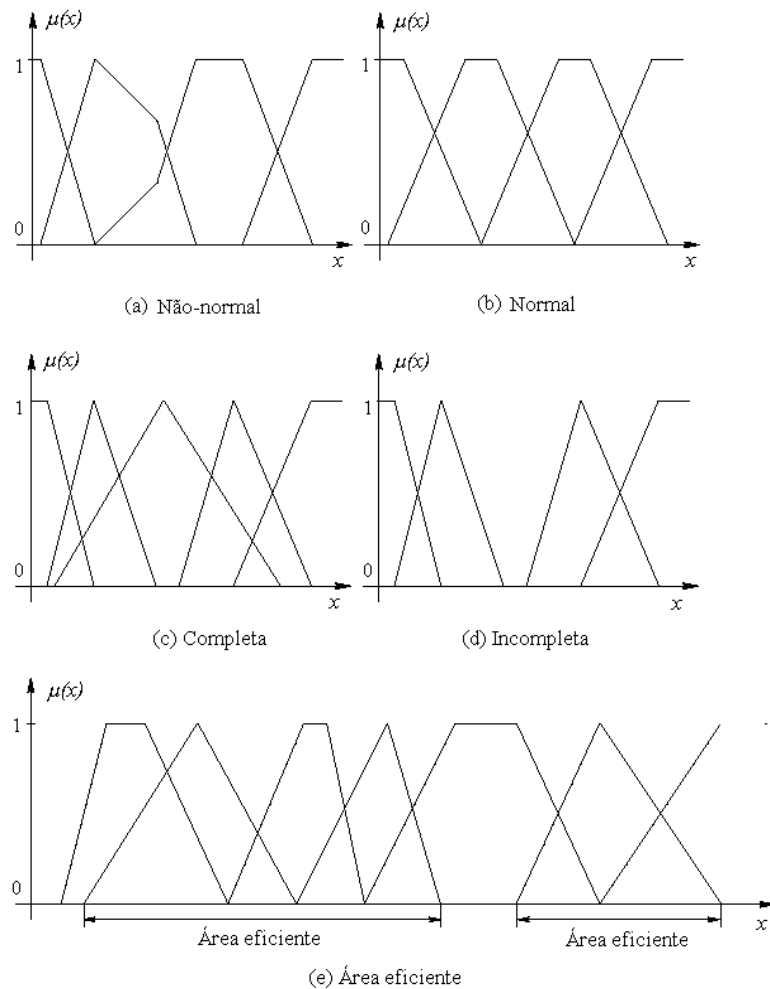 μ(x)
1
0
x
(a) Não-normal
μ(x)
1
0
x
(b) Normal
μ(x)
1
0
x
(c) Completa
μ(x)
1
0
x
(d) Incompleta
μ(x)
1
0
x
Área eficiente
Área eficiente
(e) Área eficiente